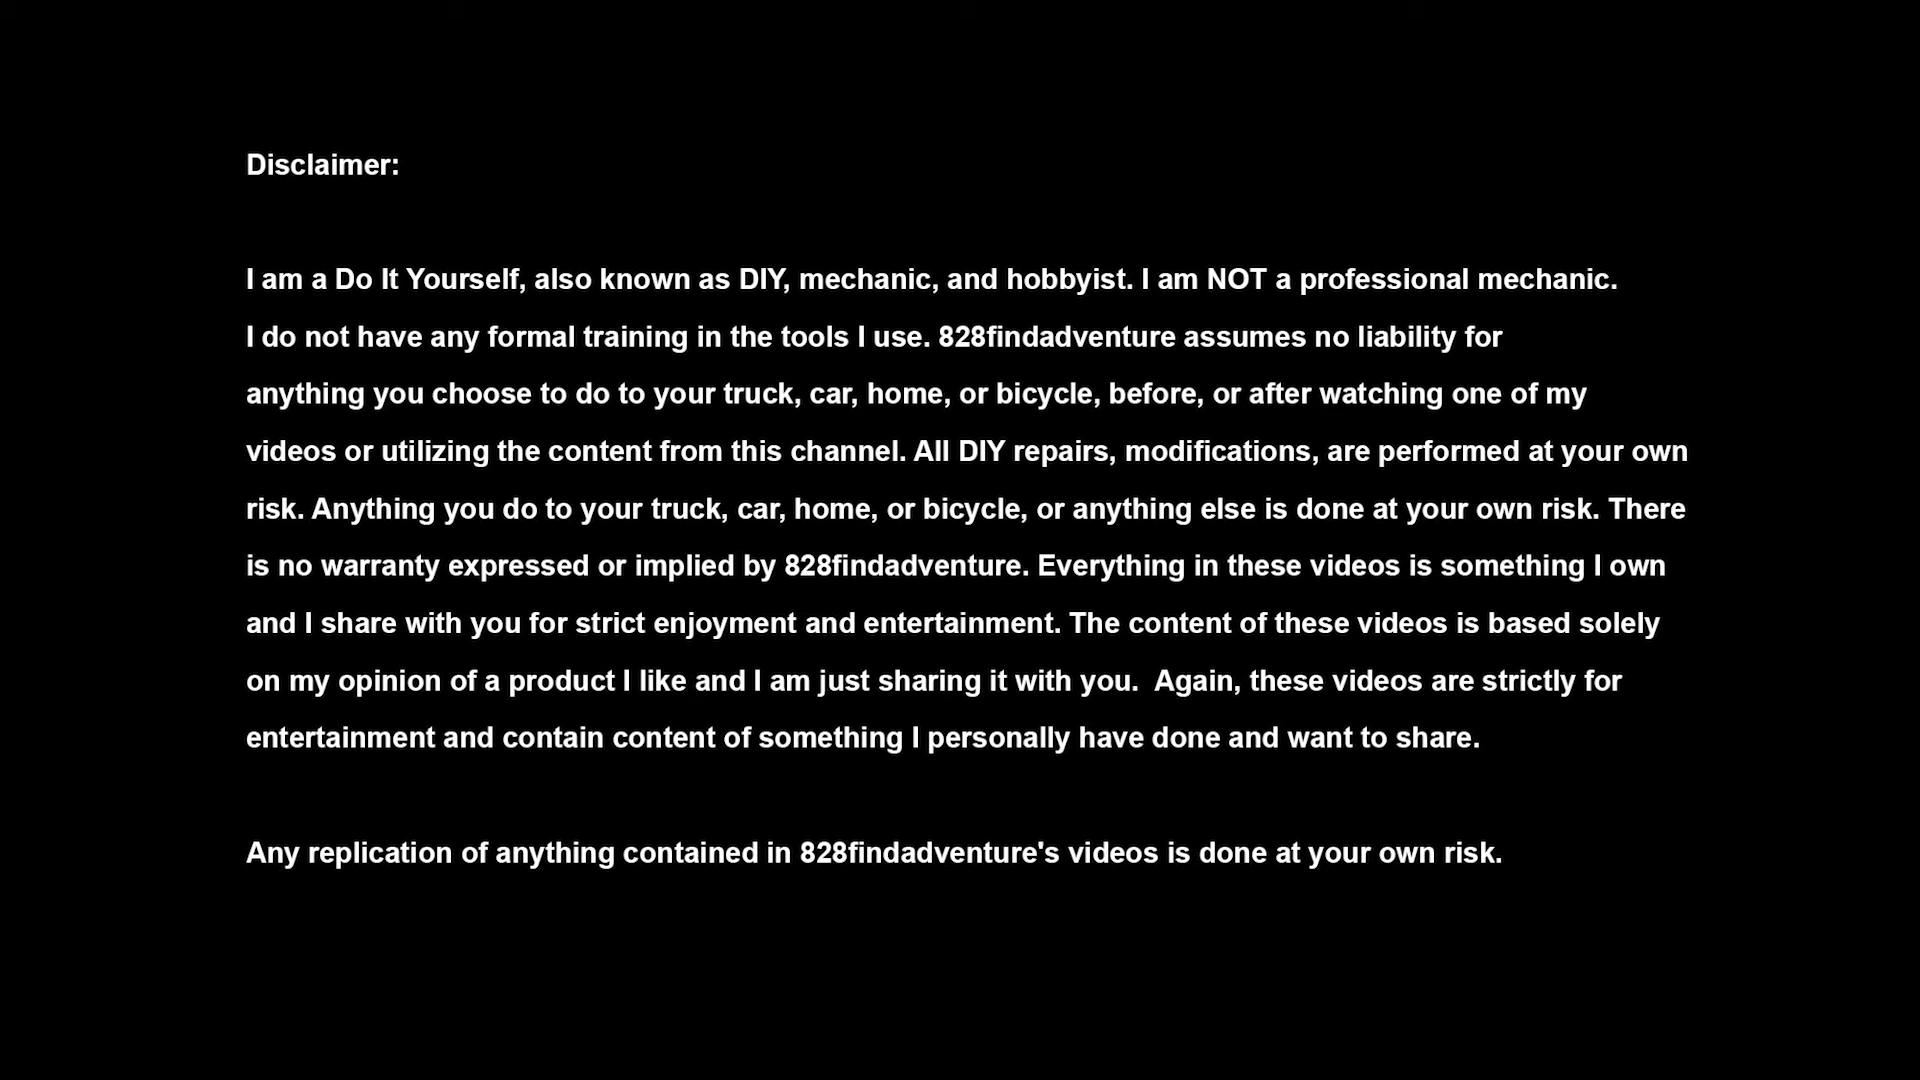 Disclaimer:
I am a Do It Yourself, also known as DIY, mechanic, and hobbyist. I am NOT a professional mechanic.
I do not have any formal training in the tools I use. 828findadventure assumes no liability for
anything you choose to do to your truck, car, home, or bicycle, before, or after watching one of my
videos or utilizing the content from this channel. All DIY repairs, modifications, are performed at your own
risk. Anything you do to your truck, car, home, or bicycle, or anything else is done at your own risk. There
is no warranty expressed or implied by 828findadventure. Everything in these videos is something I own
and I share with you for strict enjoyment and entertainment. The content of these videos is based solely
on my opinion of a product I like and I am just sharing it with you.  Again, these videos are strictly for
entertainment and contain content of something I personally have done and want to share.
Any replication of anything contained in 828findadventure's videos is done at your own risk.